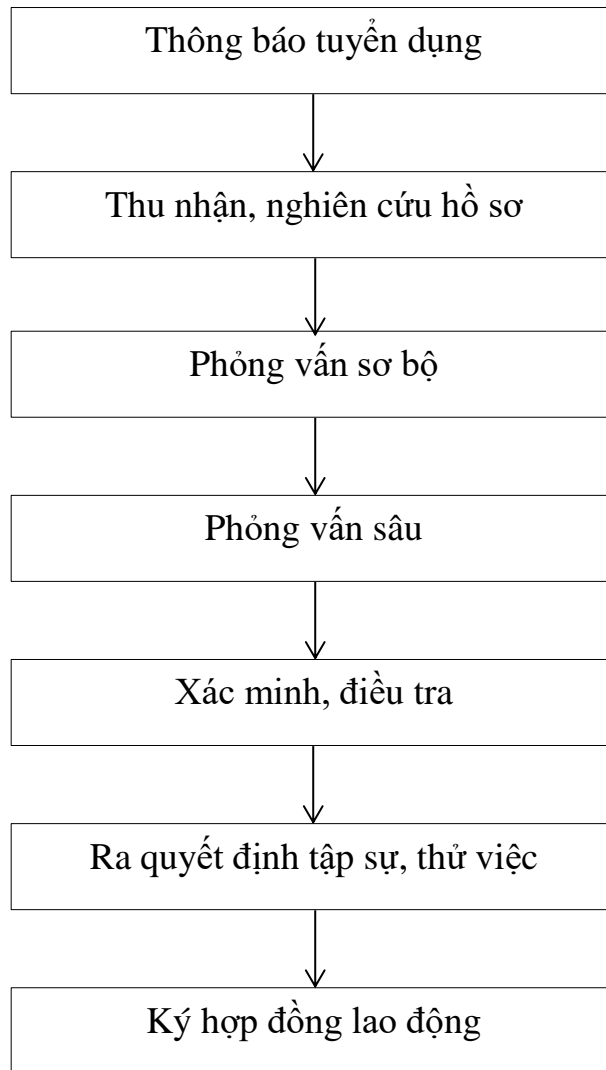 Thông báo tuyển dụng
Thu nhận, nghiên cứu hồ sơ
Phỏng vấn sơ bộ
Phỏng vấn sâu
Xác minh, điều tra
Ra quyết định tập sự, thử việc
Ký hợp đồng lao động